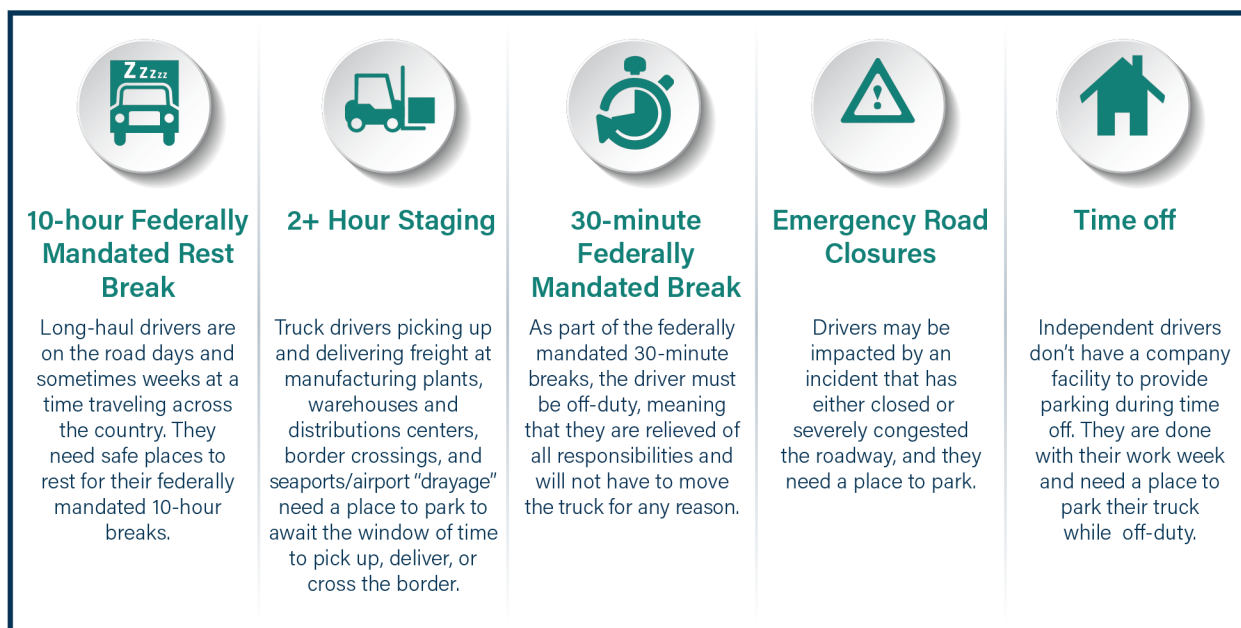 Z Z Z Z Z
10-hour Federally
Mandated Rest
Break
Long-haul drivers are
on the road days and
sometimes weeks at a
time traveling across
the country. They
need safe places to
rest for their federally
mandated 10-hour
breaks.
2+ Hour Staging
Truck drivers picking up
and delivering freight at
manufacturing plants,
warehouses and
distributions centers,
border crossings, and
seaports/airport "drayage"
need a place to park to
await the window of time
to pick up, deliver, or
cross the border.
30-minute
Federally
Mandated Break
As part of the federally
mandated 30-minute
breaks, the driver must
be off-duty, meaning
that they are relieved of
all responsibilities and
will not have to move
the truck for any reason.
!
Emergency Road
Closures
Drivers may be
impacted by an
incident that has
either closed or
severely congested
the roadway, and they
need a place to park.
Time off
Independent drivers
don't have a company
facility to provide
parking during time
off. They are done
with their work week
and need a place to
park their truck
while off-duty.